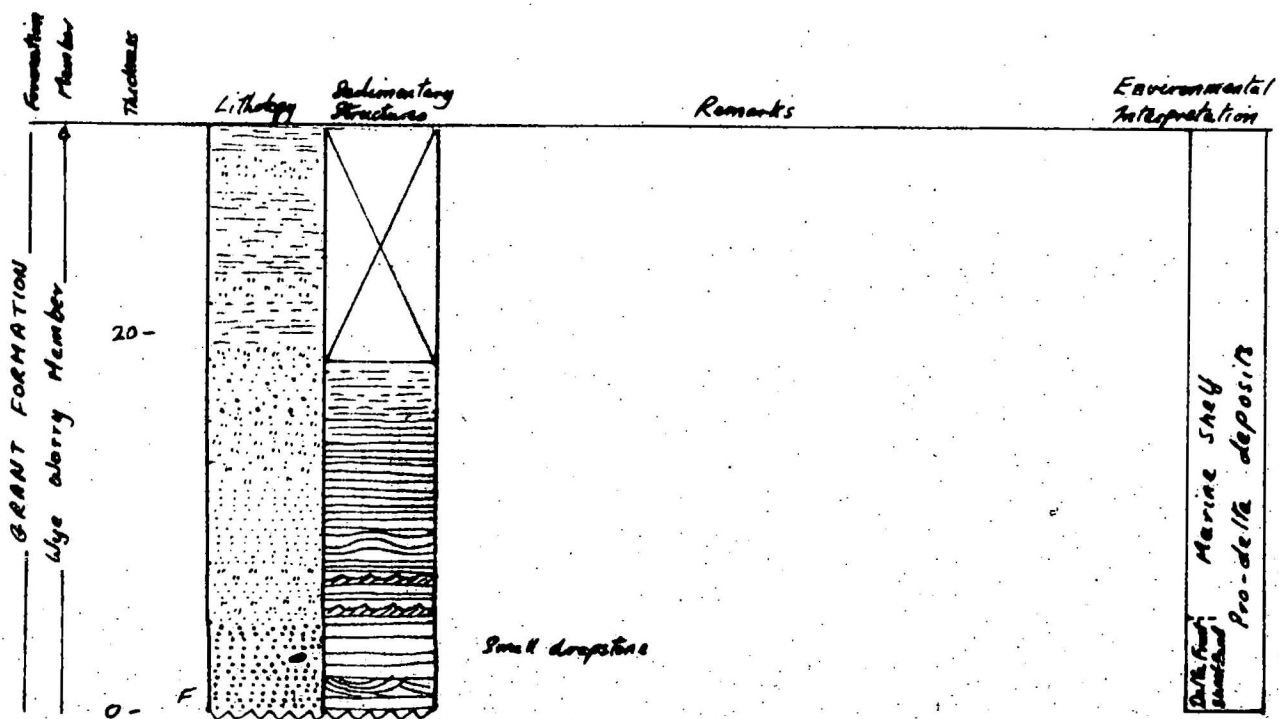 Formation
Member
Thickness
Lithology
Sedimentary
Structures
Remarks
Environmental
Interpretation
GRANT FORMATION
Wye Worry Member
20-
0-
F
Small dropstone
Marine shelf
Pro-delta deposits
Delta Front